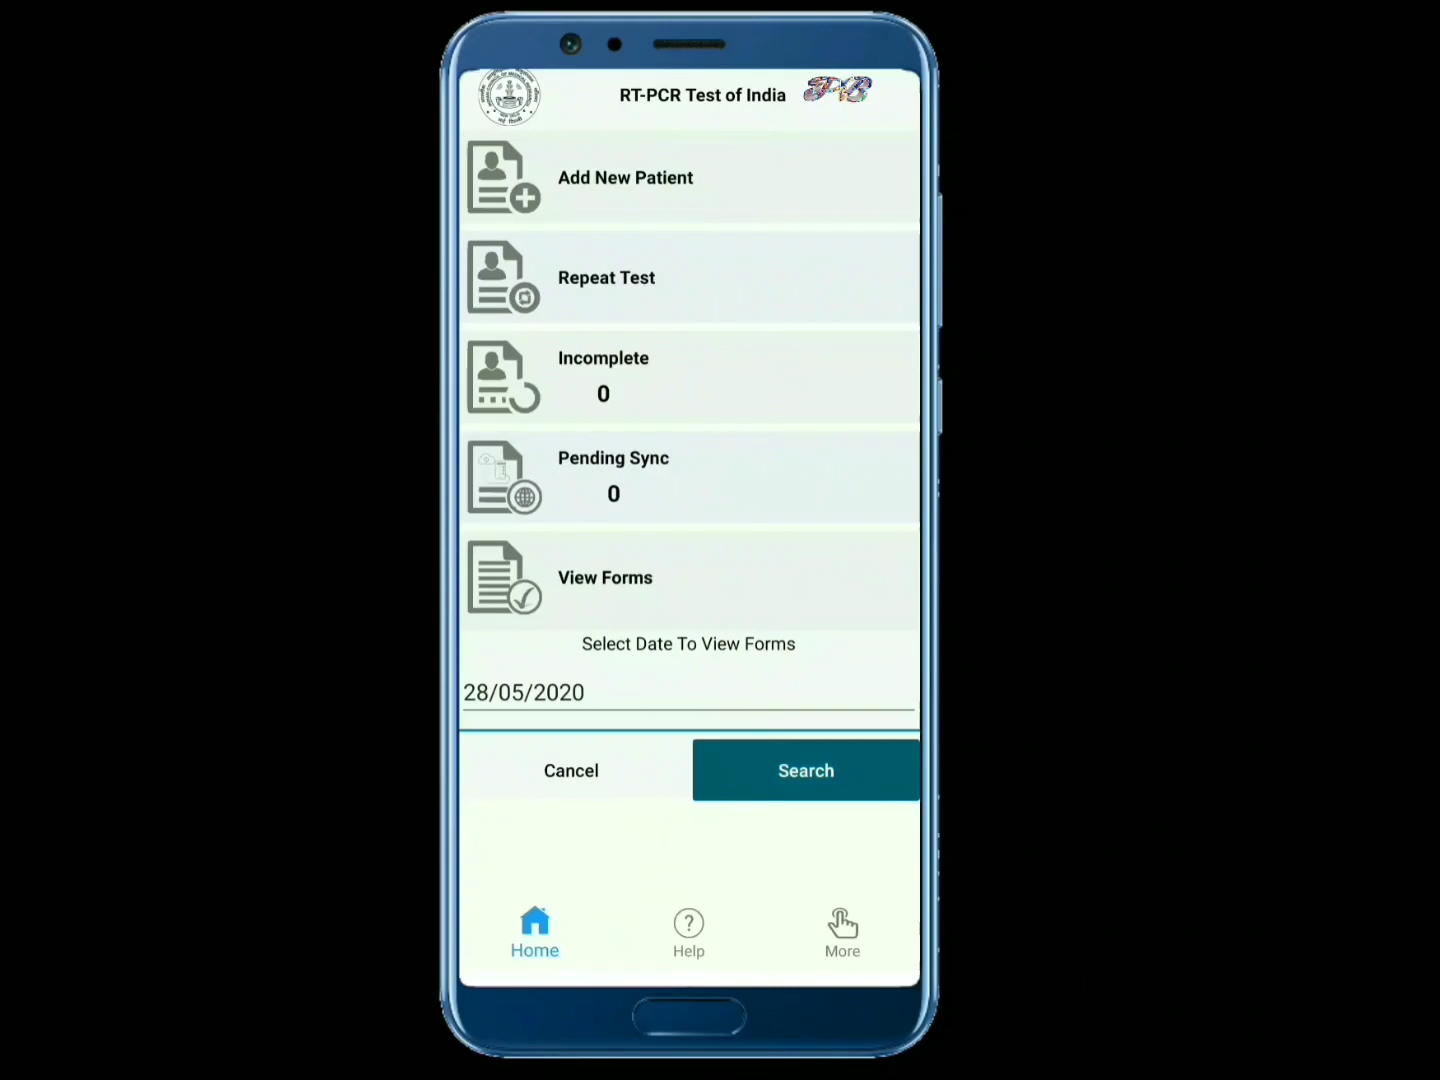 RT-PCR Test of India
Add New Patient
Repeat Test
Incomplete
0
Pending Sync
0
View Forms
Select Date To View Forms
28/05/2020
Cancel
Search
Home
Help
More